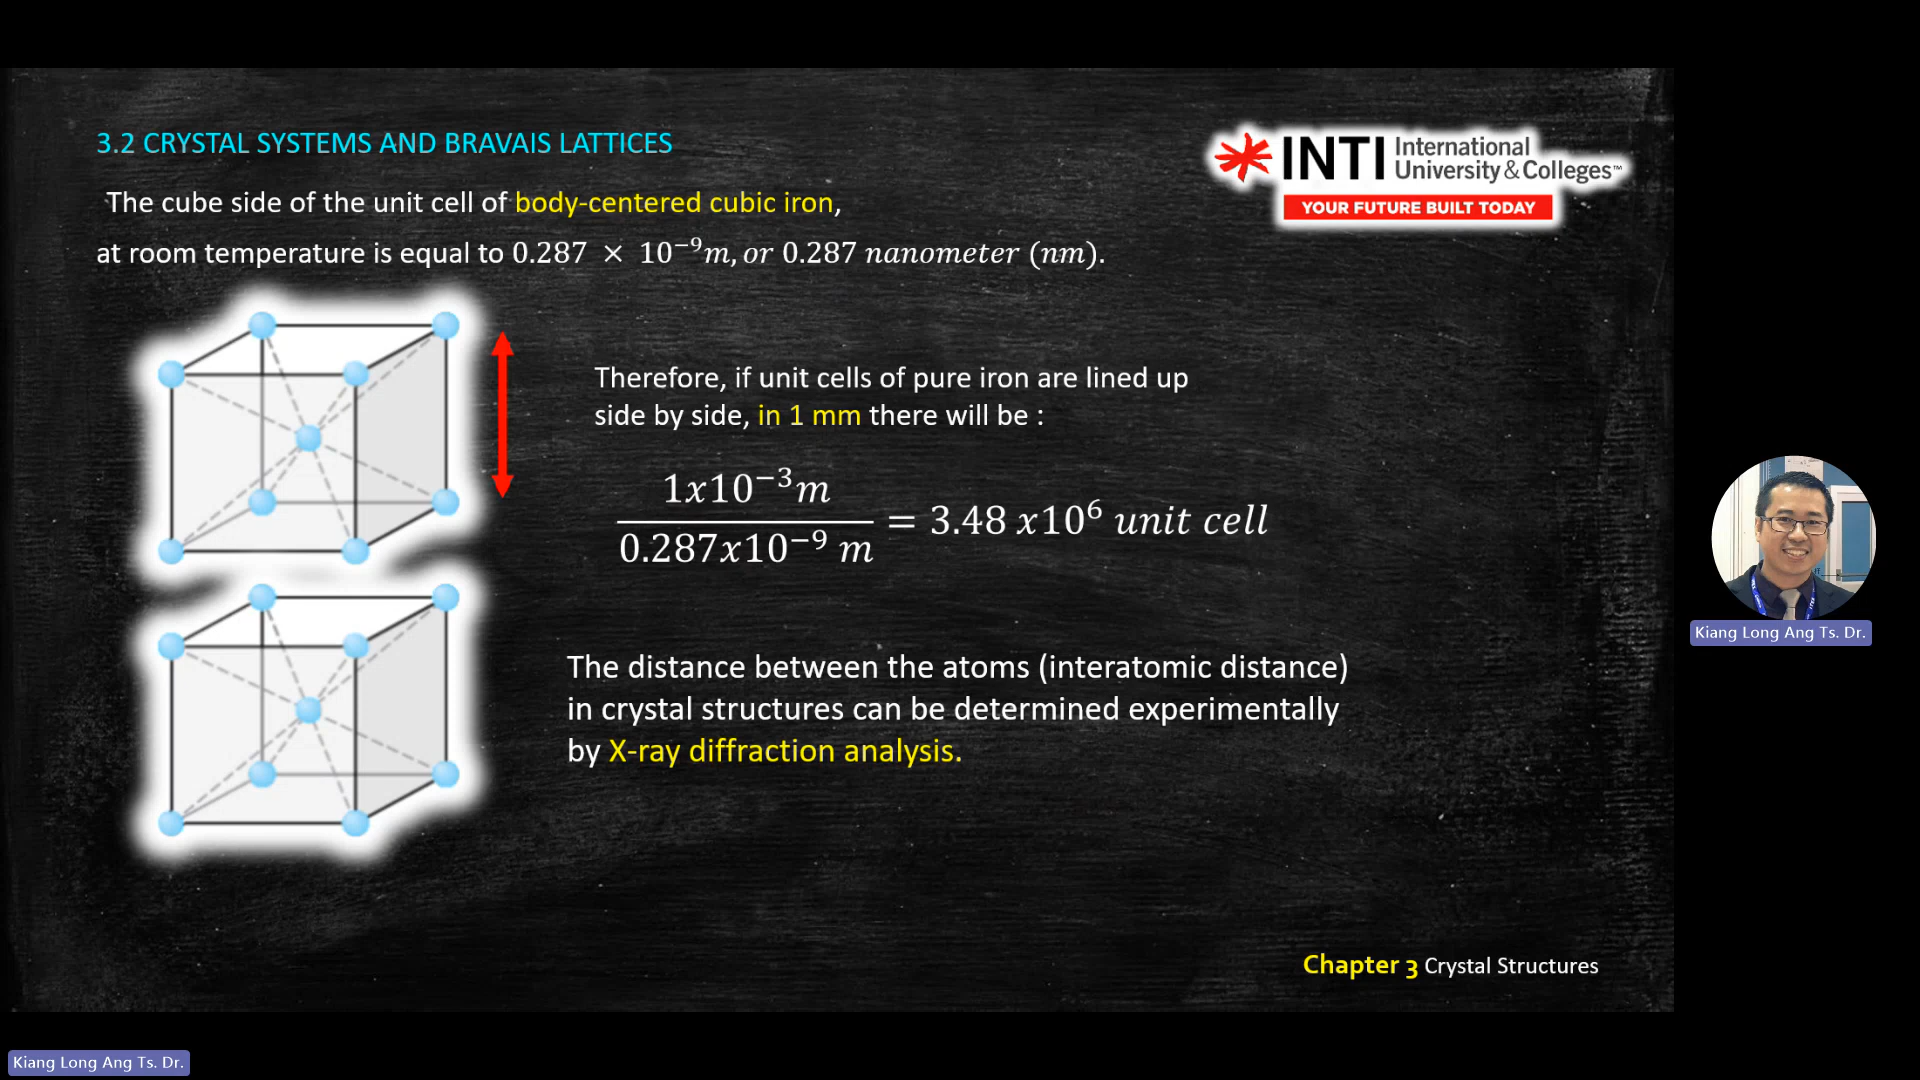 3.2 CRYSTAL SYSTEMS AND BRAVAIS LATTICES
The cube side of the unit cell of body-centered cubic iron,
at room temperature is equal to 0.287 × 10⁻⁹m, or 0.287 nanometer (nm).
INTI International
University & Colleges™
YOUR FUTURE BUILT TODAY
Therefore, if unit cells of pure iron are lined up
side by side, in 1 mm there will be :
1x10⁻³m
0.287x10⁻⁹ m
= 3.48 x10⁶ unit cell
The distance between the atoms (interatomic distance)
in crystal structures can be determined experimentally
by X-ray diffraction analysis.
Chapter 3 Crystal Structures
Kiang Long Ang Ts. Dr.
Kiang Long Ang Ts. Dr.